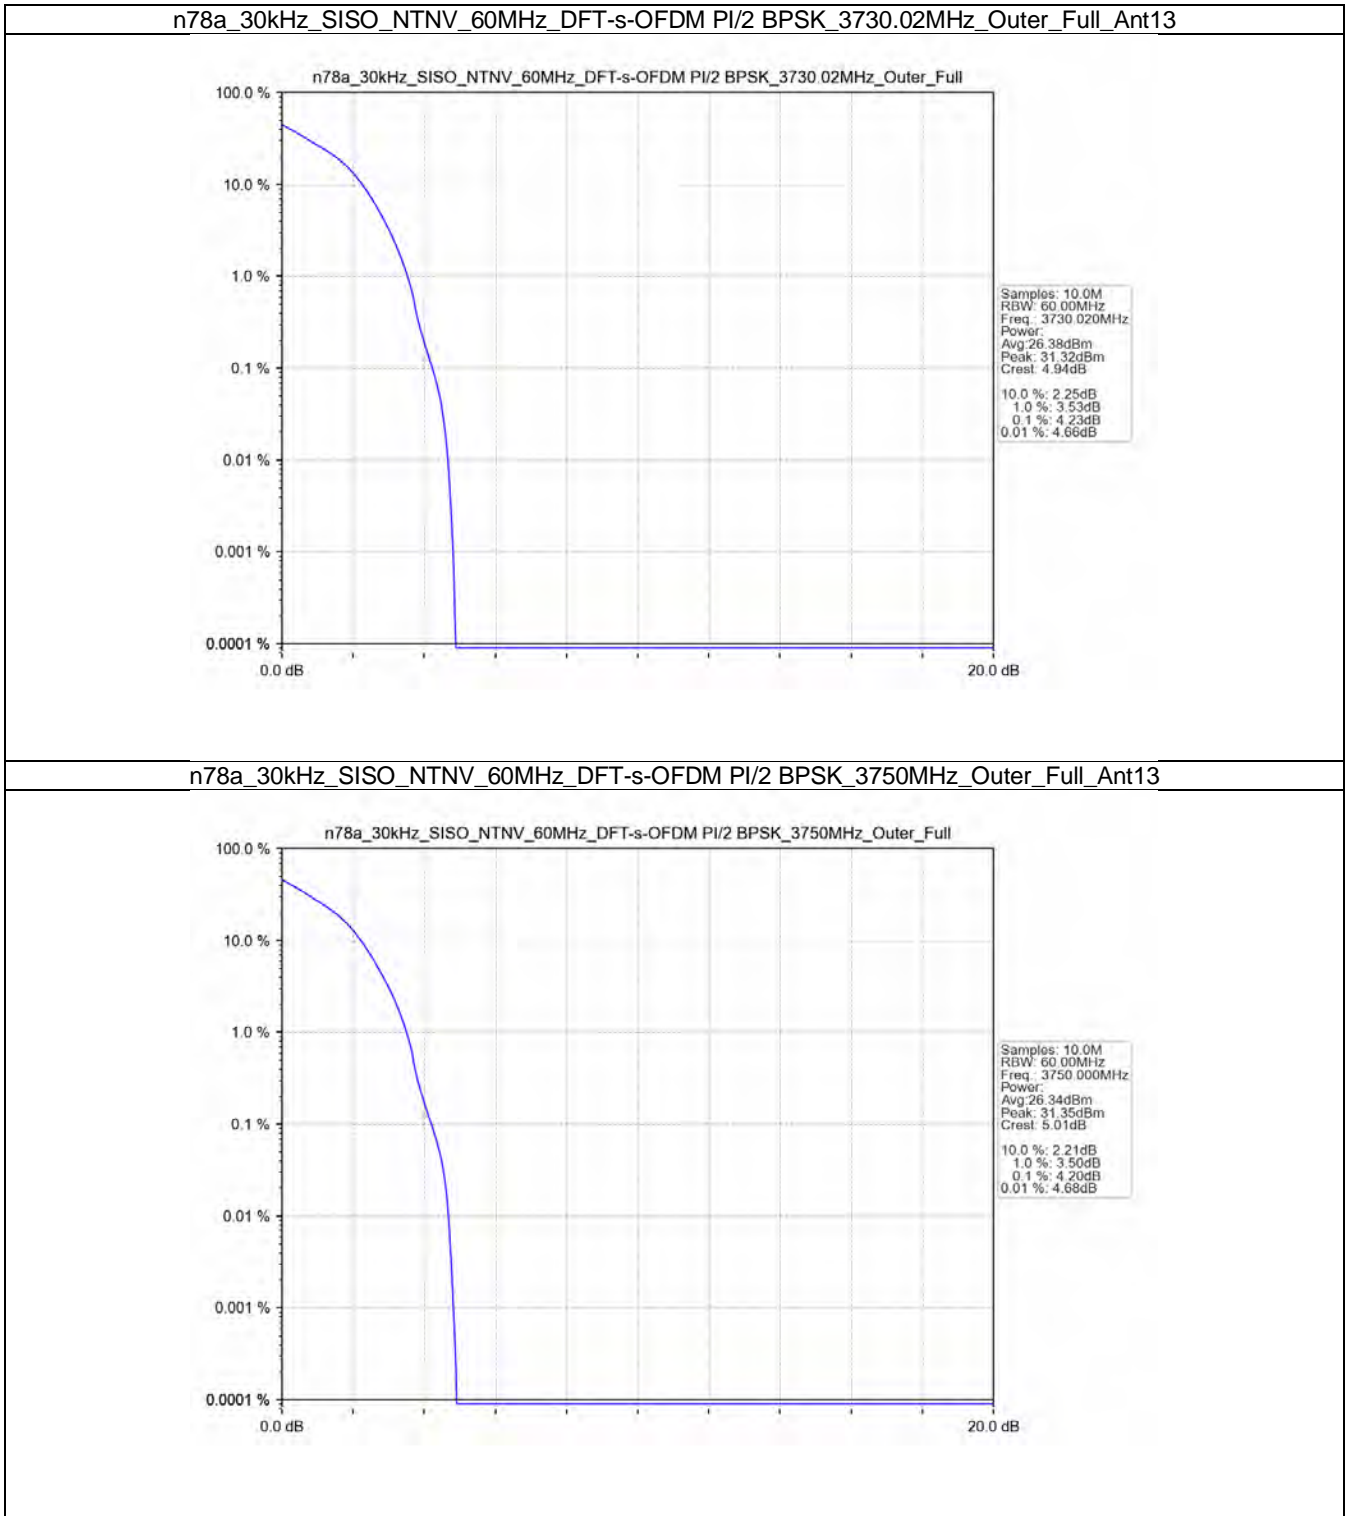 n78a_30kHz_SISO_NTNV_60MHz_DFT-s-OFDM PI/2 BPSK_3730.02MHz_Outer_Full_Ant13
n78a_30kHz_SISO_NTNV_60MHz_DFT-s-OFDM PI/2 BPSK_3730.02MHz_Outer_Full
100.0 %
10.0 %
1.0 %
0.1 %
0.01 %
0.001 %
0.0001 %
0.0 dB
20.0 dB
Samples: 10.0M
RBW: 60.00MHz
Freq.: 3730.020MHz
Power:
Avg:26.38dBm
Peak: 31.32dBm
Crest: 4.94dB
10.0 %: 2.25dB
1.0 %: 3.53dB
0.1 %: 4.23dB
0.01 %: 4.66dB
n78a_30kHz_SISO_NTNV_60MHz_DFT-s-OFDM PI/2 BPSK_3750MHz_Outer_Full_Ant13
n78a_30kHz_SISO_NTNV_60MHz_DFT-s-OFDM PI/2 BPSK_3750MHz_Outer_Full
100.0 %
10.0 %
1.0 %
0.1 %
0.01 %
0.001 %
0.0001 %
0.0 dB
20.0 dB
Samples: 10.0M
RBW: 60.00MHz
Freq.: 3750.000MHz
Power:
Avg:26.34dBm
Peak: 31.35dBm
Crest: 5.01dB
10.0 %: 2.21dB
1.0 %: 3.50dB
0.1 %: 4.20dB
0.01 %: 4.68dB